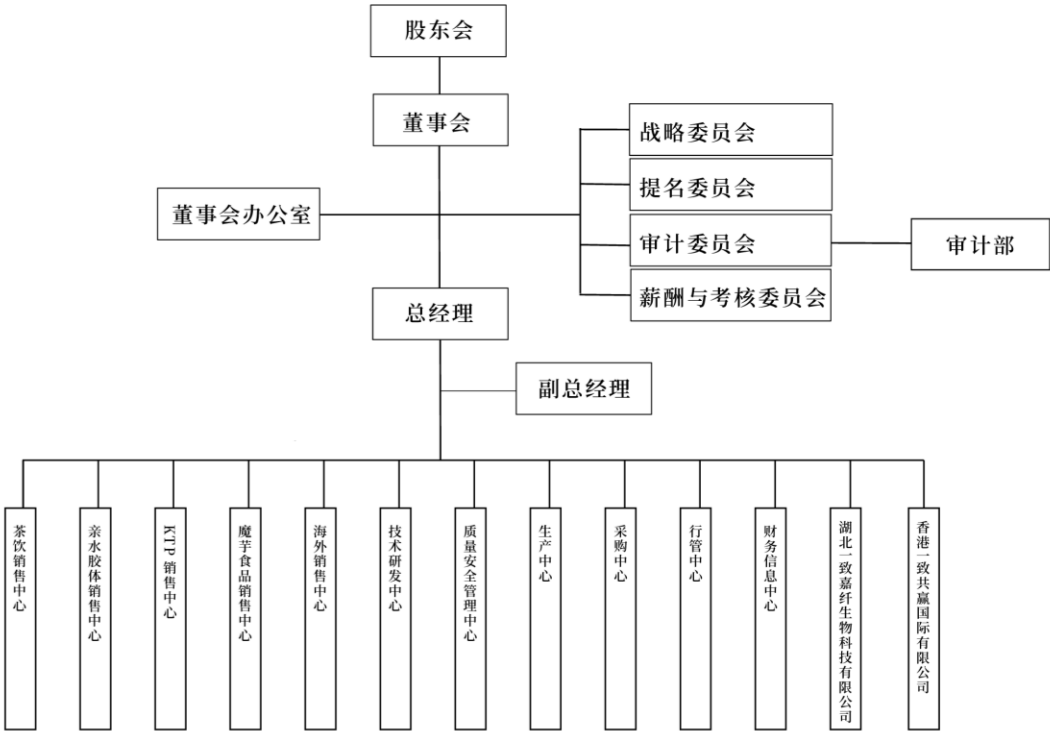 股东会
董事会
战略委员会
提名委员会
董事会办公室
审计委员会
审计部
薪酬与考核委员会
总经理
副总经理
茶饮销售中心
亲水胶体销售中心
KTP 销售中心
魔芋食品销售中心
海外销售中心
技术研发中心
质量安全管理中心
生产中心
采购中心
行管中心
财务信息中心
湖北一致嘉纤生物科技有限公司
香港一致共赢国际有限公司